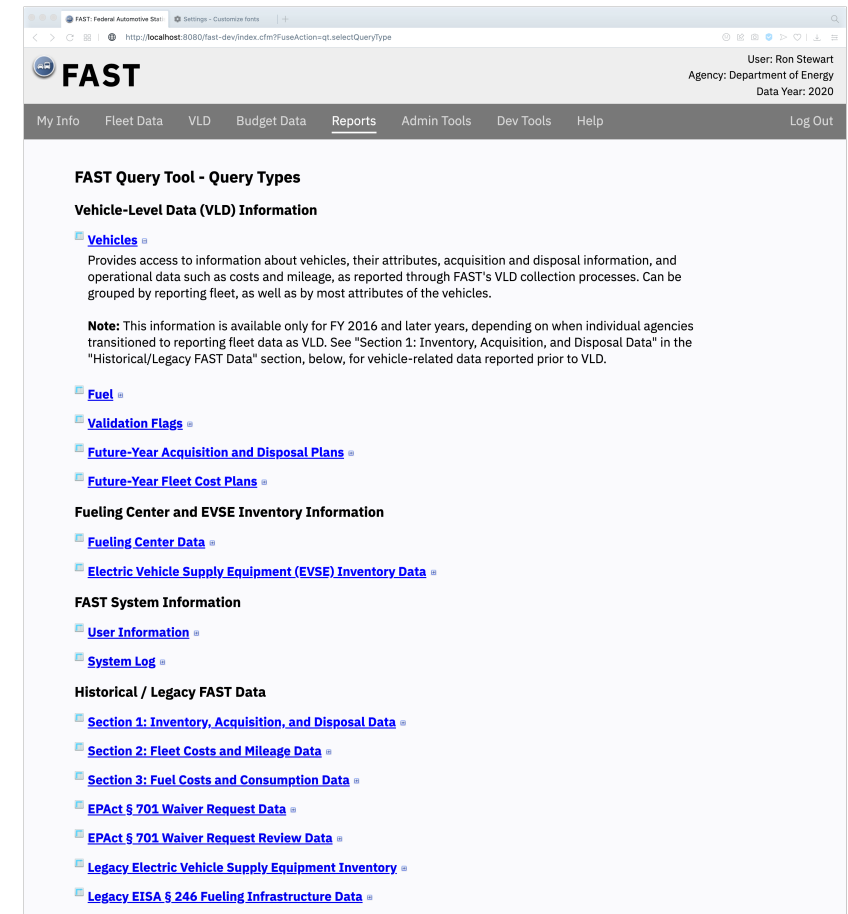 FAST: Federal Automotive Stati
Settings - Customize fonts
http://localhost:8080/fast-dev/index.cfm?FuseAction=qt.selectQueryType
FAST
User: Ron Stewart
Agency: Department of Energy
Data Year: 2020
My Info Fleet Data VLD Budget Data Reports Admin Tools Dev Tools Help Log Out
FAST Query Tool - Query Types
Vehicle-Level Data (VLD) Information
Vehicles
Provides access to information about vehicles, their attributes, acquisition and disposal information, and
operational data such as costs and mileage, as reported through FAST's VLD collection processes. Can be
grouped by reporting fleet, as well as by most attributes of the vehicles.
Note: This information is available only for FY 2016 and later years, depending on when individual agencies
transitioned to reporting fleet data as VLD. See "Section 1: Inventory, Acquisition, and Disposal Data" in the
"Historical/Legacy FAST Data" section, below, for vehicle-related data reported prior to VLD.
Fuel
Validation Flags
Future-Year Acquisition and Disposal Plans
Future-Year Fleet Cost Plans
Fueling Center and EVSE Inventory Information
Fueling Center Data
Electric Vehicle Supply Equipment (EVSE) Inventory Data
FAST System Information
User Information
System Log
Historical / Legacy FAST Data
Section 1: Inventory, Acquisition, and Disposal Data
Section 2: Fleet Costs and Mileage Data
Section 3: Fuel Costs and Consumption Data
EPAct § 701 Waiver Request Data
EPAct § 701 Waiver Request Review Data
Legacy Electric Vehicle Supply Equipment Inventory
Legacy EISA § 246 Fueling Infrastructure Data